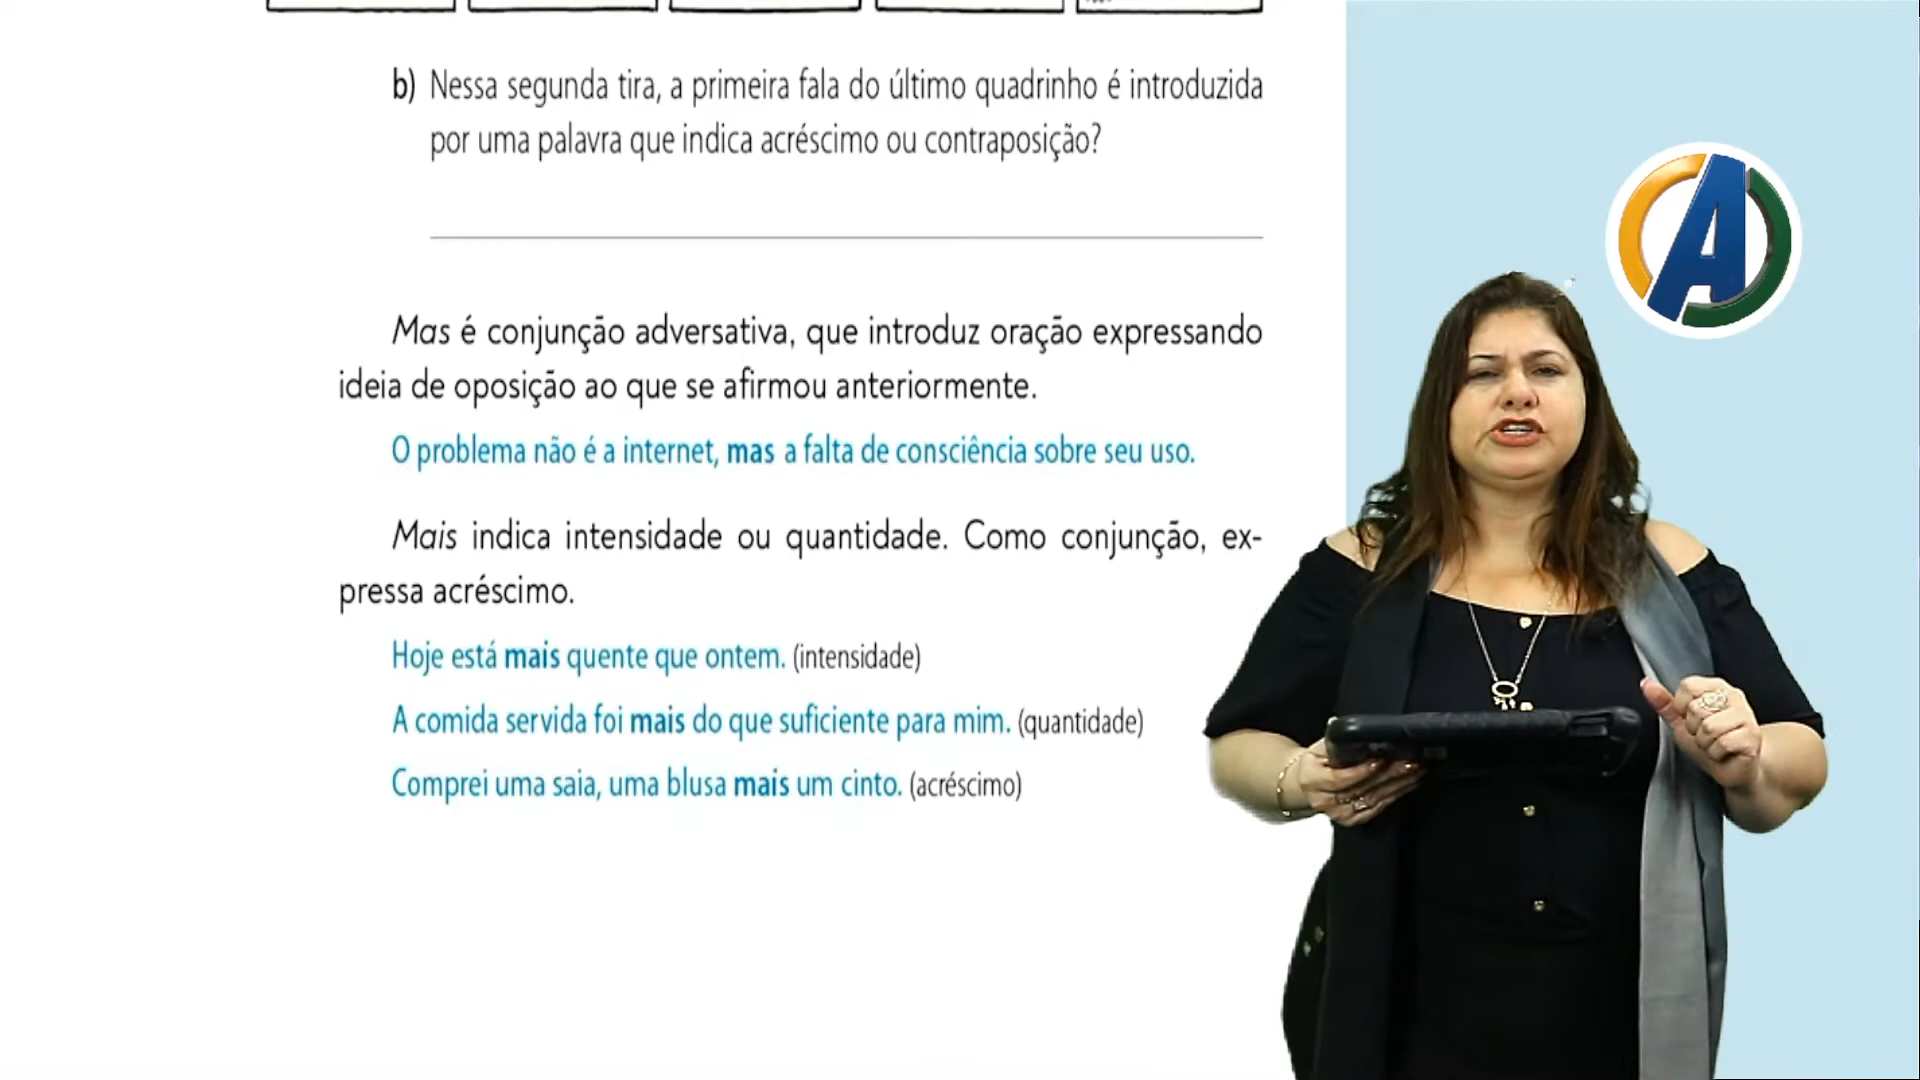 b) Nessa segunda tira, a primeira fala do último quadrinho é introduzida
por uma palavra que indica acréscimo ou contraposição?
Mas é conjunção adversativa, que introduz oração expressando
ideia de oposição ao que se afirmou anteriormente.
O problema não é a internet, mas a falta de consciência sobre seu uso.
Mais indica intensidade ou quantidade. Como conjunção, ex-
pressa acréscimo.
Hoje está mais quente que ontem. (intensidade)
A comida servida foi mais do que suficiente para mim. (quantidade)
Comprei uma saia, uma blusa mais um cinto. (acréscimo)
A